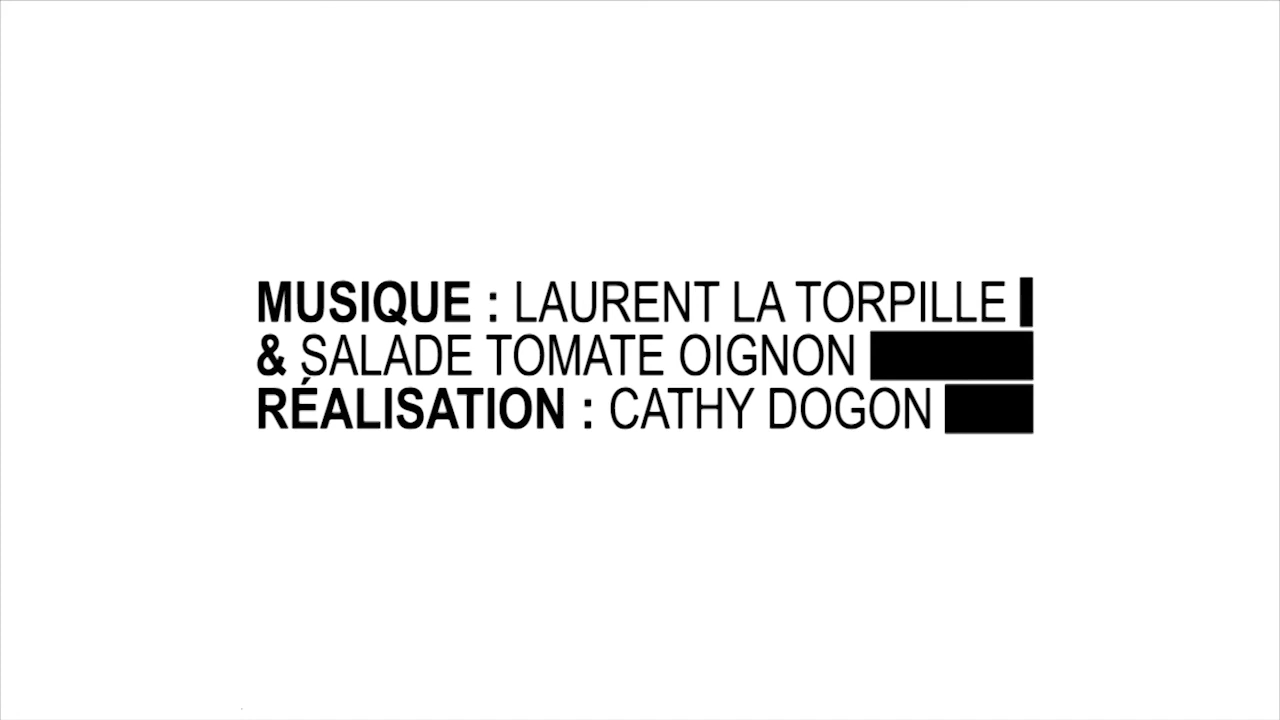 MUSIQUE : LAURENT LA TORPILLE
& SALADE TOMATE OIGNON
RÉALISATION : CATHY DOGON